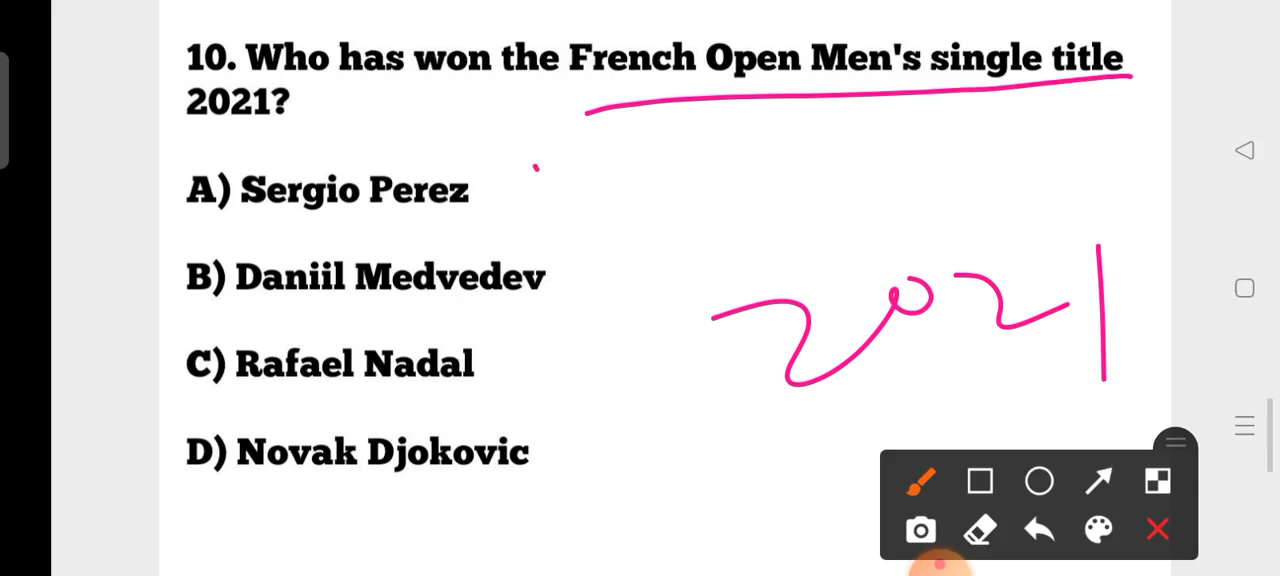 10. Who has won the French Open Men's single title
2021?
A) Sergio Perez
B) Daniil Medvedev
2021
C) Rafael Nadal
D) Novak Djokovic